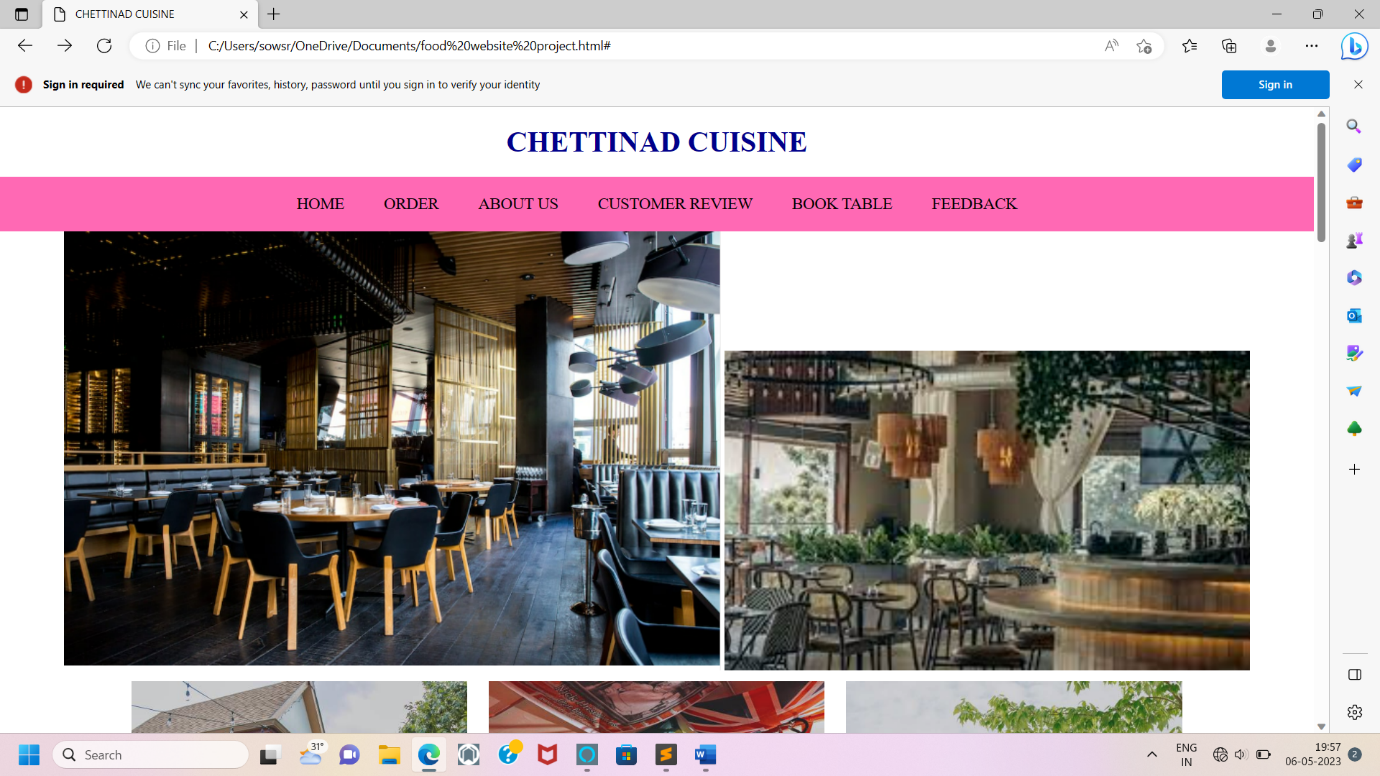 CHETTINAD CUISINE
File
C:/Users/sowsr/OneDrive/Documents/food%20website%20project.html#
Sign in required We can't sync your favorites, history, password until you sign in to verify your identity
Sign in
CHETTINAD CUISINE
HOME ORDER ABOUT US CUSTOMER REVIEW BOOK TABLE FEEDBACK
Search
31°
ENG
IN
19:57
06-05-2023
2